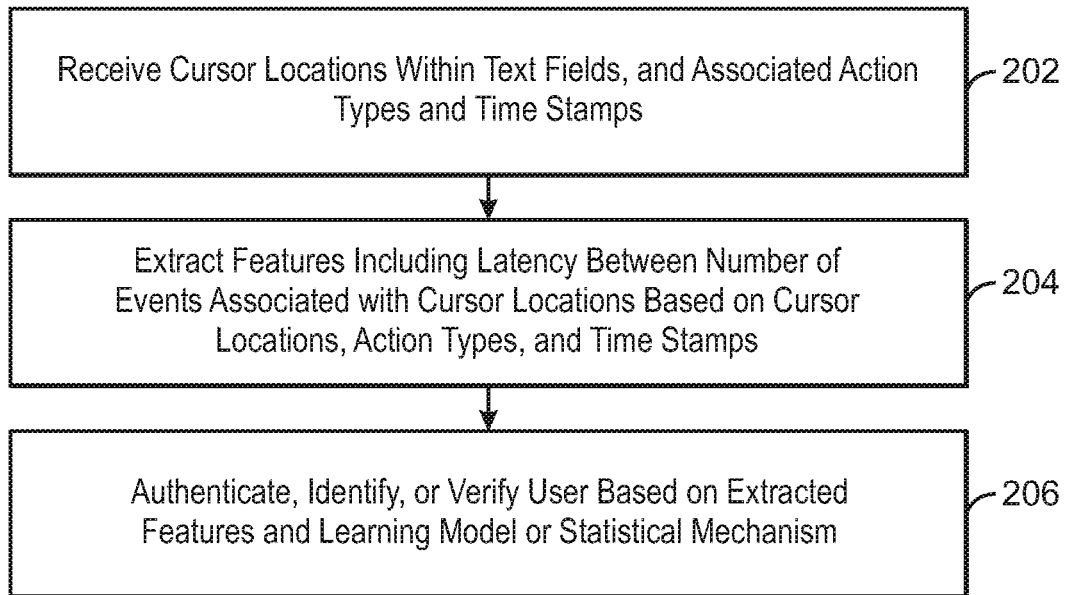 Receive Cursor Locations Within Text Fields, and Associated Action
Types and Time Stamps
202
Extract Features Including Latency Between Number of
Events Associated with Cursor Locations Based on Cursor
Locations, Action Types, and Time Stamps
204
Authenticate, Identify, or Verify User Based on Extracted
Features and Learning Model or Statistical Mechanism
206